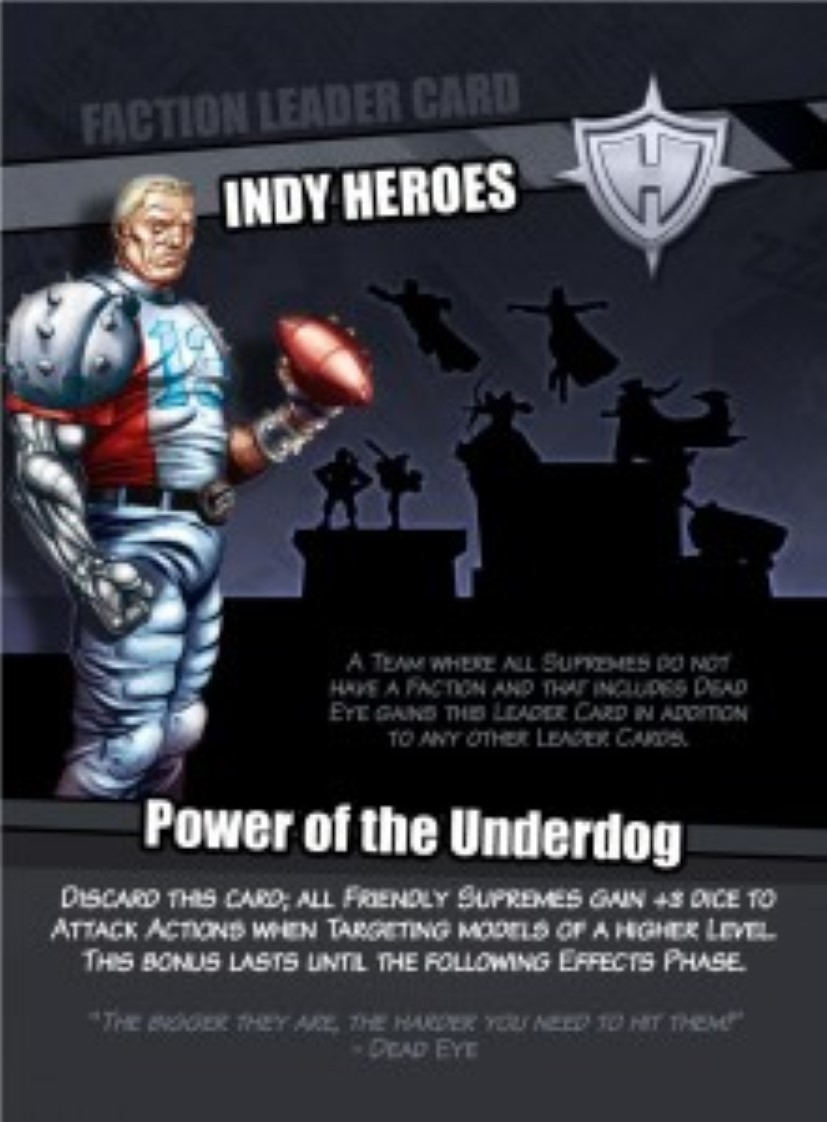 FACTION LEADER CARD
INDY HEROES
H
13
A TEAM WHERE ALL SUPREMES DO NOT
HAVE A FACTION AND THAT INCLUDES DEAD
EYE GAINS THIS LEADER CARD IN ADDITION
TO ANY OTHER LEADER CARDS.
Power of the Underdog
DISCARD THIS CARD; ALL FRIENDLY SUPREMES GAIN DICE TO
ATTACK ACTIONS WHEN TARGETING MODELS OF A HIGHER LEVEL.
THIS BONUS LASTS UNTIL THE FOLLOWING EFFECTS PHASE.
"THE BIGGER THEY ARE, THE HARDER YOU NEED TO HIT THEM!"
- DEAD EYE